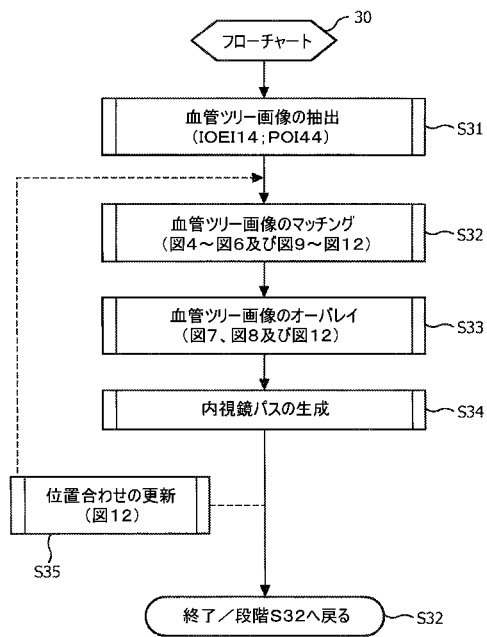 30
フローチャート
血管ツリー画像の抽出
(IOEI14;POI44)
S31
血管ツリー画像のマッチング
(図4~図6及び図9~図12)
S32
血管ツリー画像のオーバレイ
(図7、図8及び図12)
S33
内視鏡パスの生成
S34
位置合わせの更新
(図12)
S35
終了/段階S32へ戻る
S32